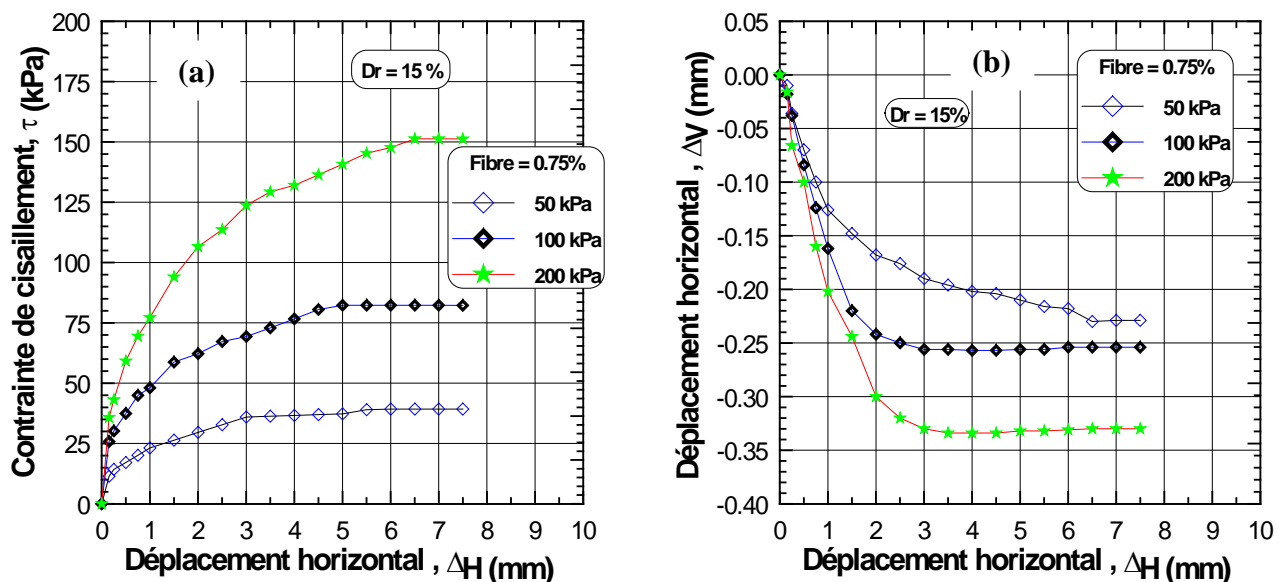 200
175
150
125
100
75
50
25
0
Contrainte de cisaillement, τ (kPa)
(a)
Dr = 15 %
Fibre = 0.75%
50 kPa
100 kPa
200 kPa
0 1 2 3 4 5 6 7 8 9 10
Déplacement horizontal , ΔH (mm)
-0.05
0.00
-0.05
-0.10
-0.15
-0.20
-0.25
-0.30
-0.35
-0.40
Déplacement horizontal , ΔV (mm)
(b)
Dr = 15%
Fibre = 0.75%
50 kPa
100 kPa
200 kPa
0 1 2 3 4 5 6 7 8 9 10
Déplacement horizontal , ΔH (mm)